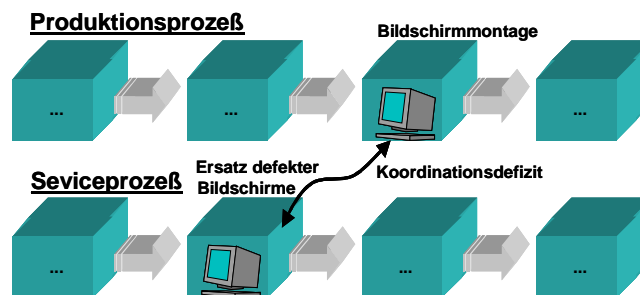 Produktionsprozeß
Bildschirmmontage
...
...
...
Ersatz defekter
Bildschirme
Koordinationsdefizit
Seviceprozeß
...
...
...